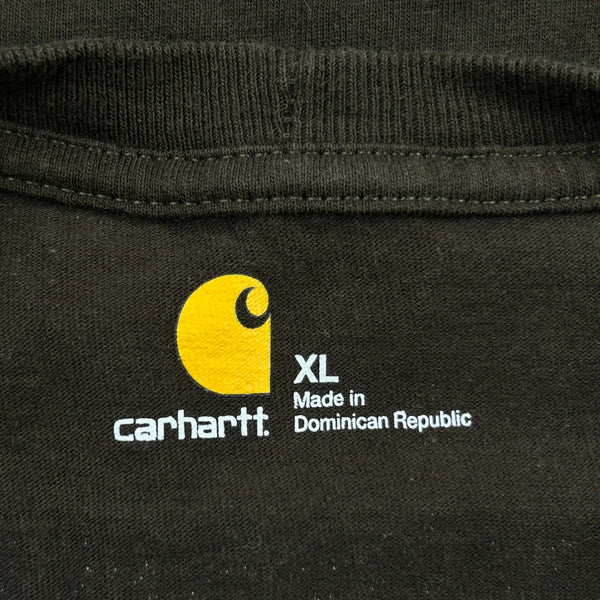 carhartt
XL
Made in
Dominican Republic